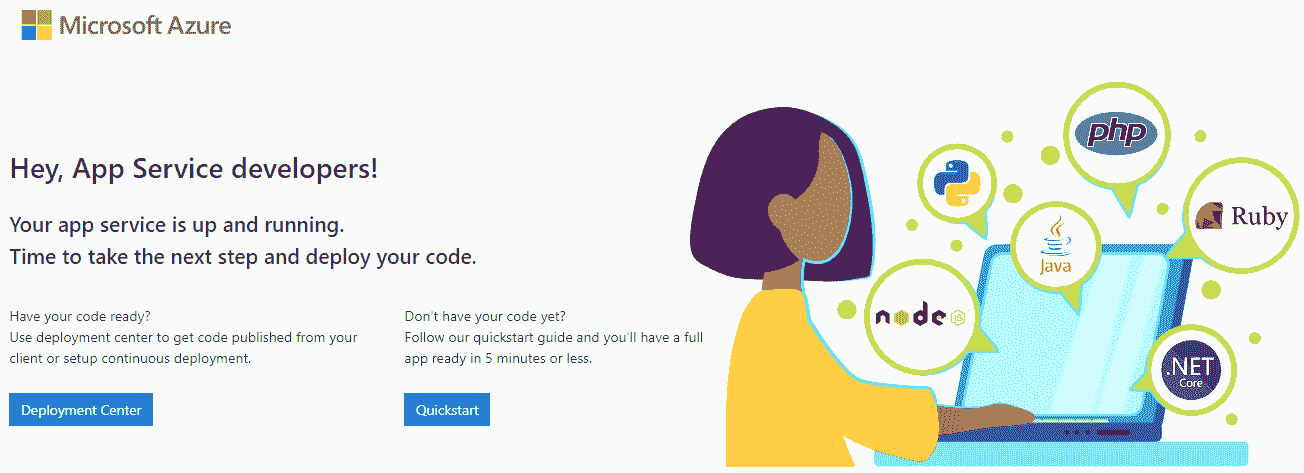 Microsoft Azure
Hey, App Service developers!
Your app service is up and running.
Time to take the next step and deploy your code.
Have your code ready?
Use deployment center to get code published from your
client or setup continuous deployment.
Deployment Center
Don't have your code yet?
Follow our quickstart guide and you'll have a full
app ready in 5 minutes or less.
Quickstart
php
Ruby
Java
node
JS
.NET
Core